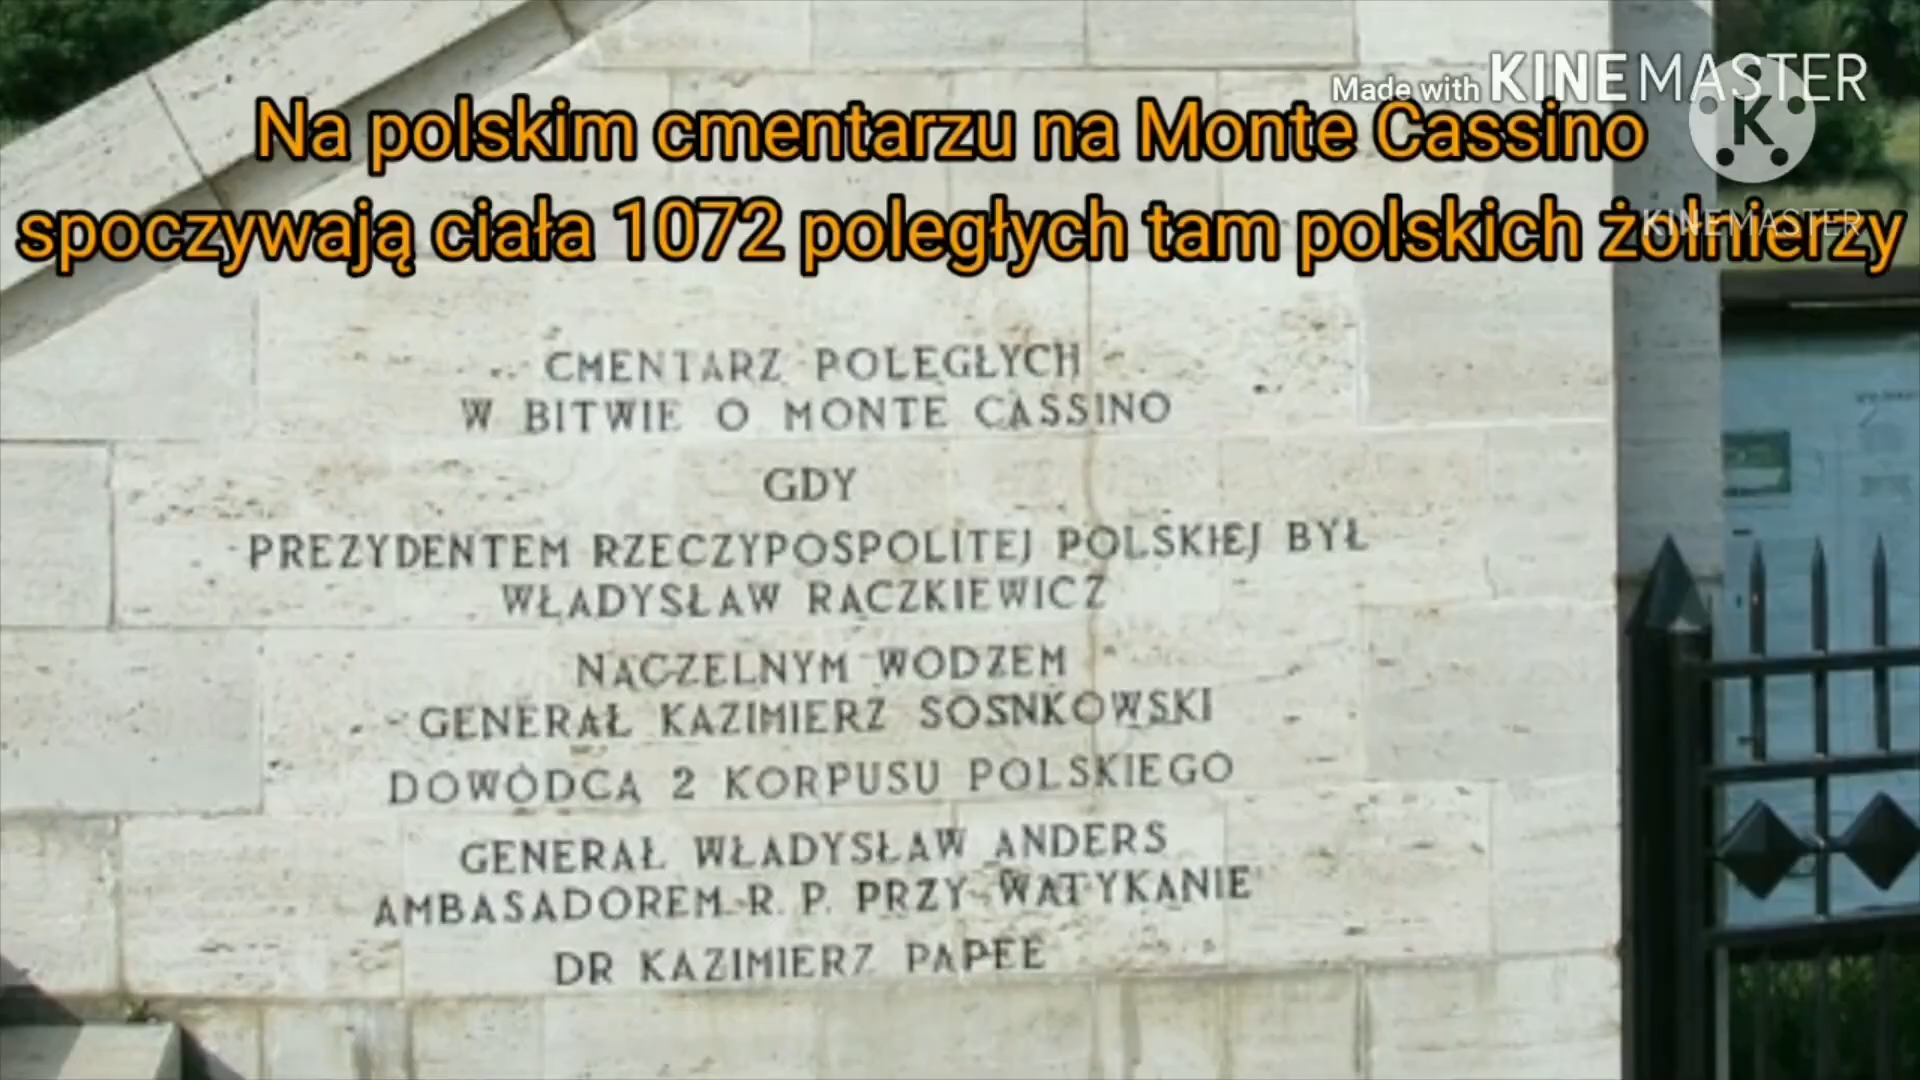 Made with KINEMASTER
Na polskim cmentarzu na Monte Cassino
K
KINEMASTER
spoczywają ciała 1072 poległych tam polskich żołnierzy
CMENTARZ POLEGŁYCH
W BITWIE O MONTE CASSINO
GDY
PREZYDENTEM RZECZYPOSPOLITEJ POLSKIEJ BYŁ
WŁADYSŁAW RACZKIEWICZ
NACZELNYM WODZEM
GENERAŁ KAZIMIERZ SOSNKOWSKI
DOWÓDCĄ 2 KORPUSU POLSKIEGO
GENERAŁ WŁADYSŁAW ANDERS
AMBASADOREM R. P. PRZY WATYKANIE
DR KAZIMIERZ PAPEE